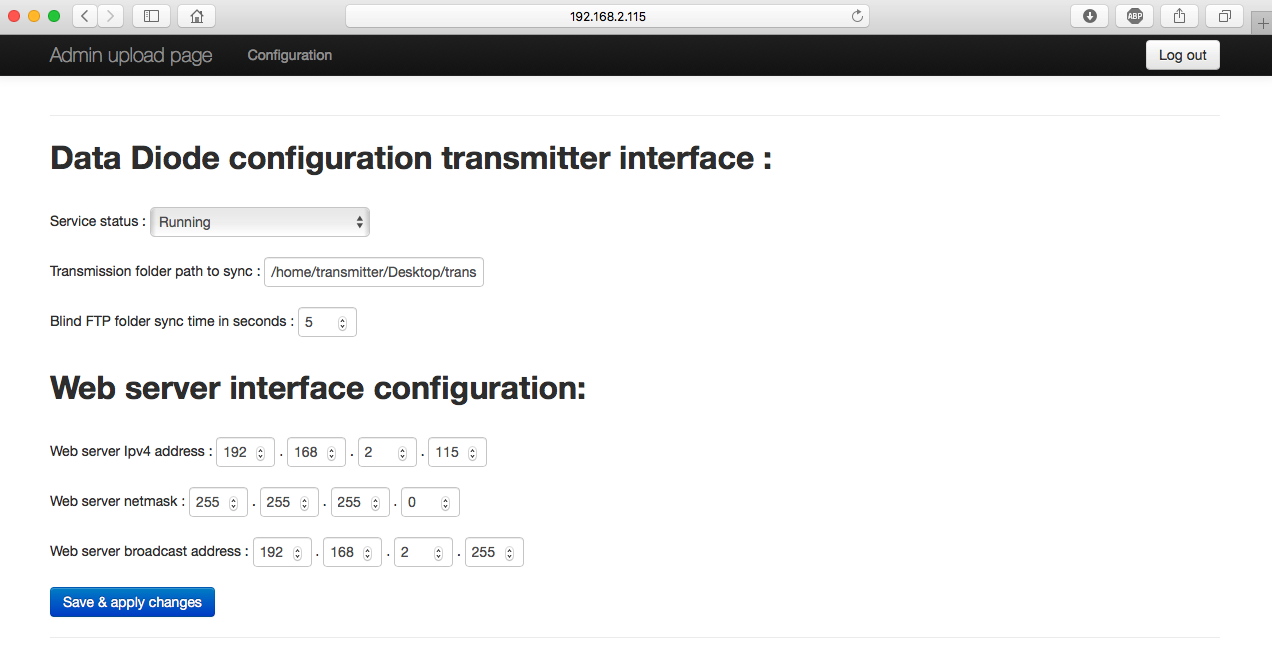 192.168.2.115
ABP
Admin upload page Configuration Log out
Data Diode configuration transmitter interface :
Service status : Running
Transmission folder path to sync : /home/transmitter/Desktop/trans
Blind FTP folder sync time in seconds : 5
Web server interface configuration:
Web server Ipv4 address : 192 . 168 . 2 . 115
Web server netmask : 255 . 255 . 255 . 0
Web server broadcast address : 192 . 168 . 2 . 255
Save & apply changes